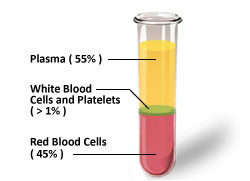 Plasma ( 55% )
White Blood
Cells and Platelets
( > 1% )
Red Blood Cells
( 45% )